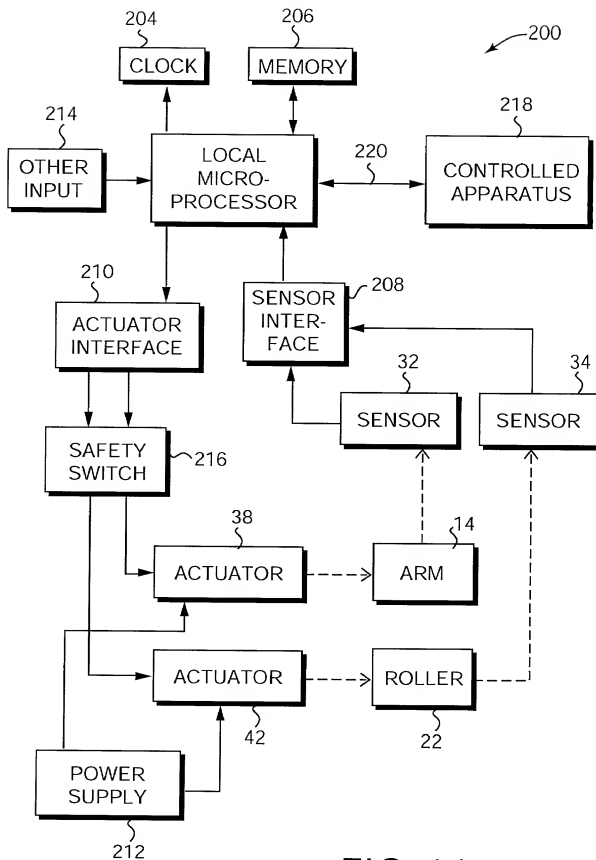 204
206
200
CLOCK
MEMORY
214
218
OTHER
INPUT
LOCAL
MICRO-
PROCESSOR
220
CONTROLLED
APPARATUS
210
208
ACTUATOR
INTERFACE
SENSOR
INTER-
FACE
32
34
SENSOR
SENSOR
SAFETY
SWITCH
216
38
14
ACTUATOR
ARM
ACTUATOR
ROLLER
42
22
POWER
SUPPLY
212